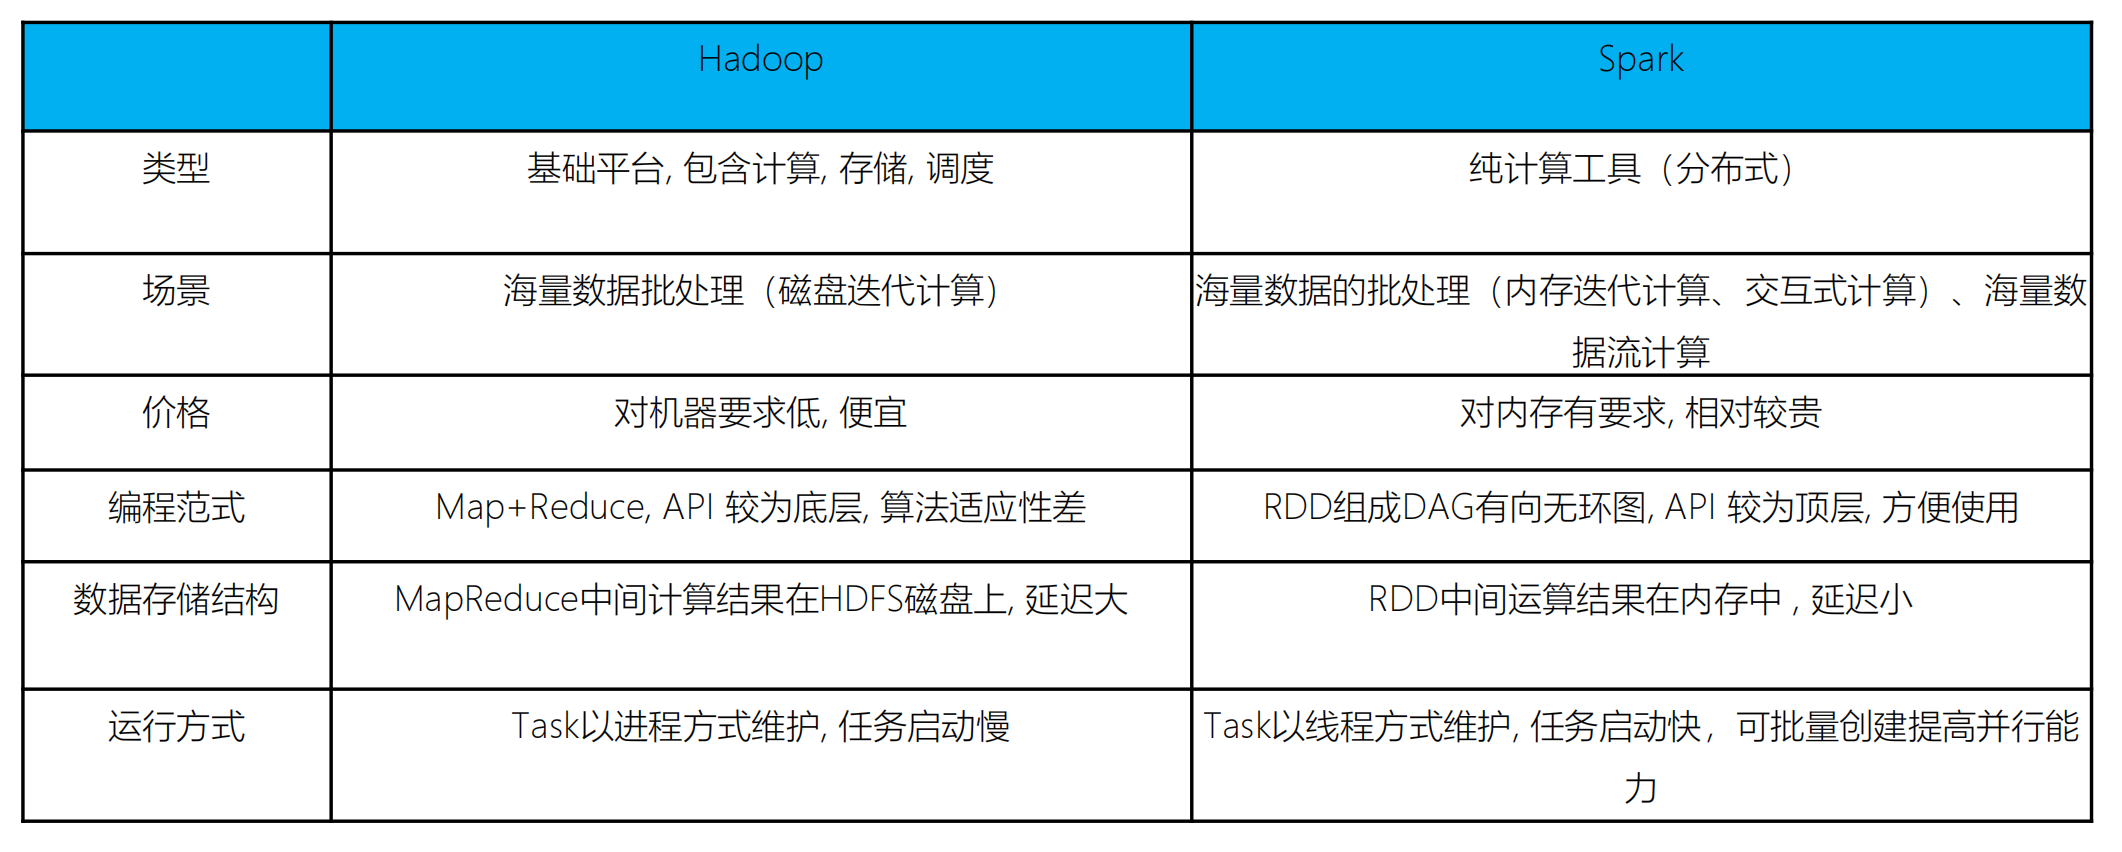 Hadoop
Spark
类型
基础平台, 包含计算, 存储, 调度
纯计算工具（分布式）
场景
海量数据批处理（磁盘迭代计算）
海量数据的批处理（内存迭代计算、交互式计算）、海量数
据流计算
价格
对机器要求低, 便宜
对内存有要求, 相对较贵
编程范式
Map+Reduce, API 较为底层, 算法适应性差
RDD组成DAG有向无环图, API 较为顶层, 方便使用
数据存储结构
MapReduce中间计算结果在HDFS磁盘上, 延迟大
RDD中间运算结果在内存中 , 延迟小
运行方式
Task以进程方式维护, 任务启动慢
Task以线程方式维护, 任务启动快，可批量创建提高并行能
力